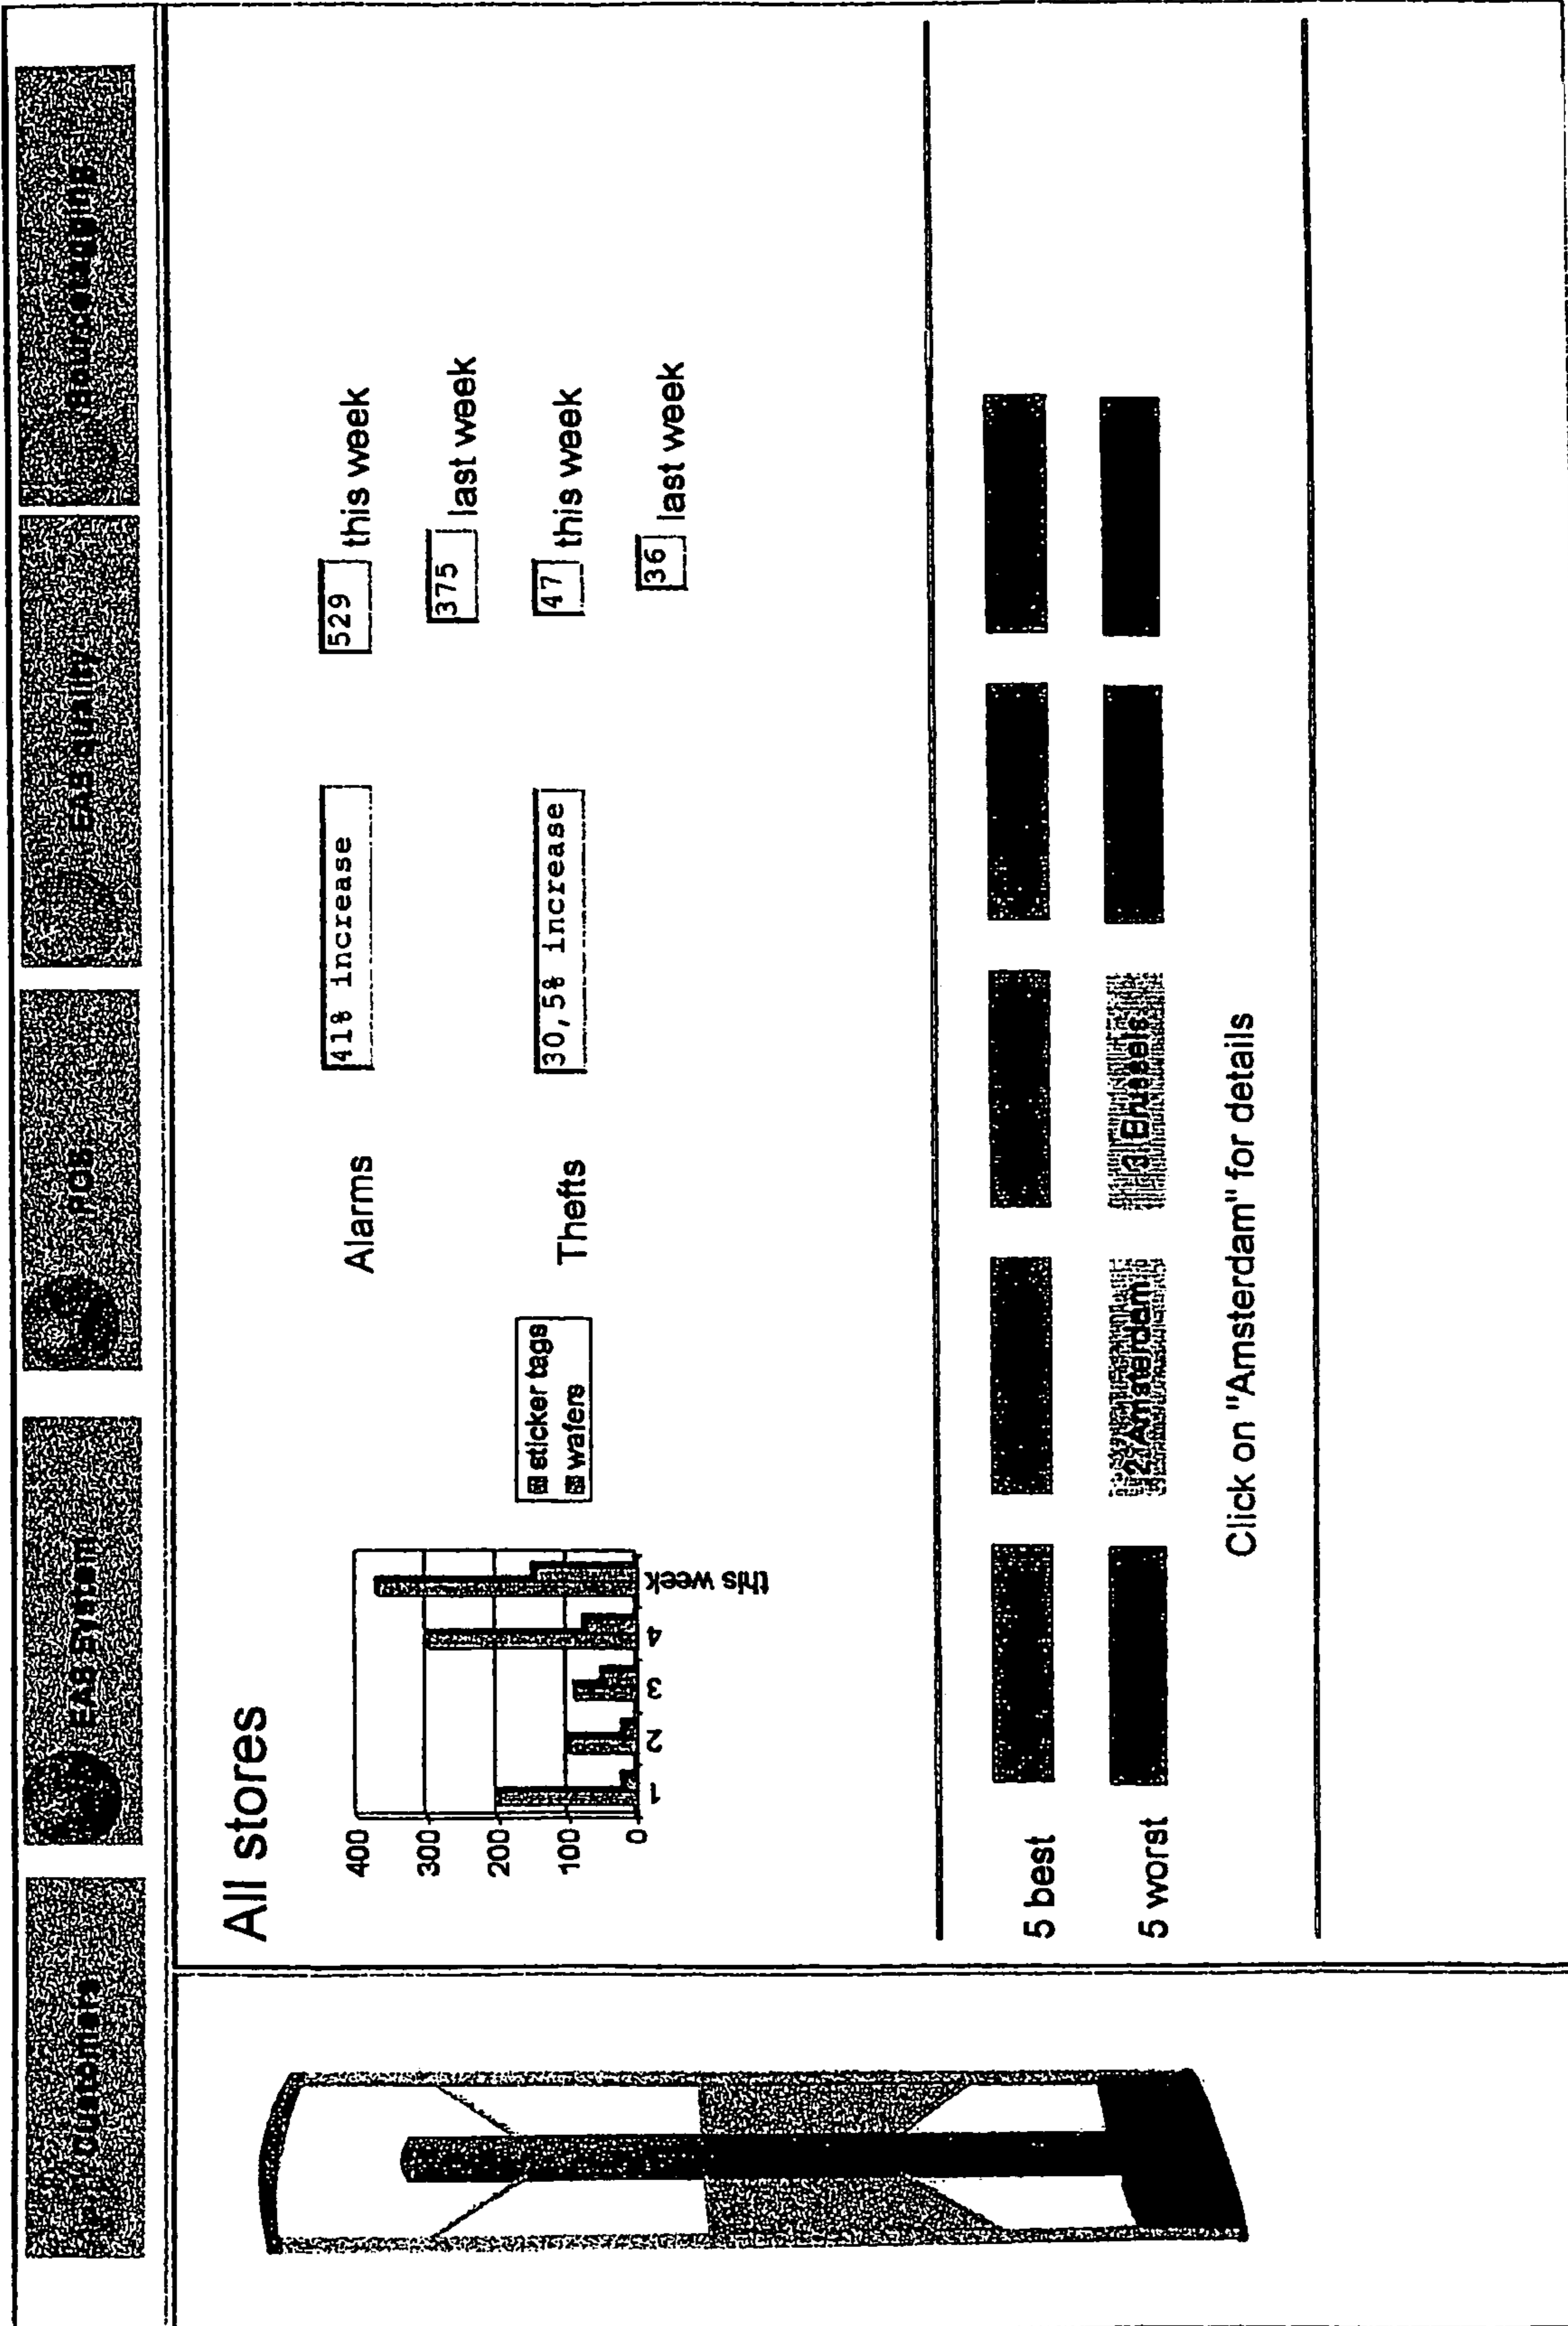 Customers
EAS System
POS
EAS quality
Sourcetagging
All stores
400
300
200
100
0
1
2
3
4
this week
sticker tags
wafers
Alarms
41% increase
529 this week
375 last week
Thefts
30,5% increase
47 this week
36 last week
5 best
5 worst
2 Amsterdam
3 Brussels
Click on "Amsterdam" for details